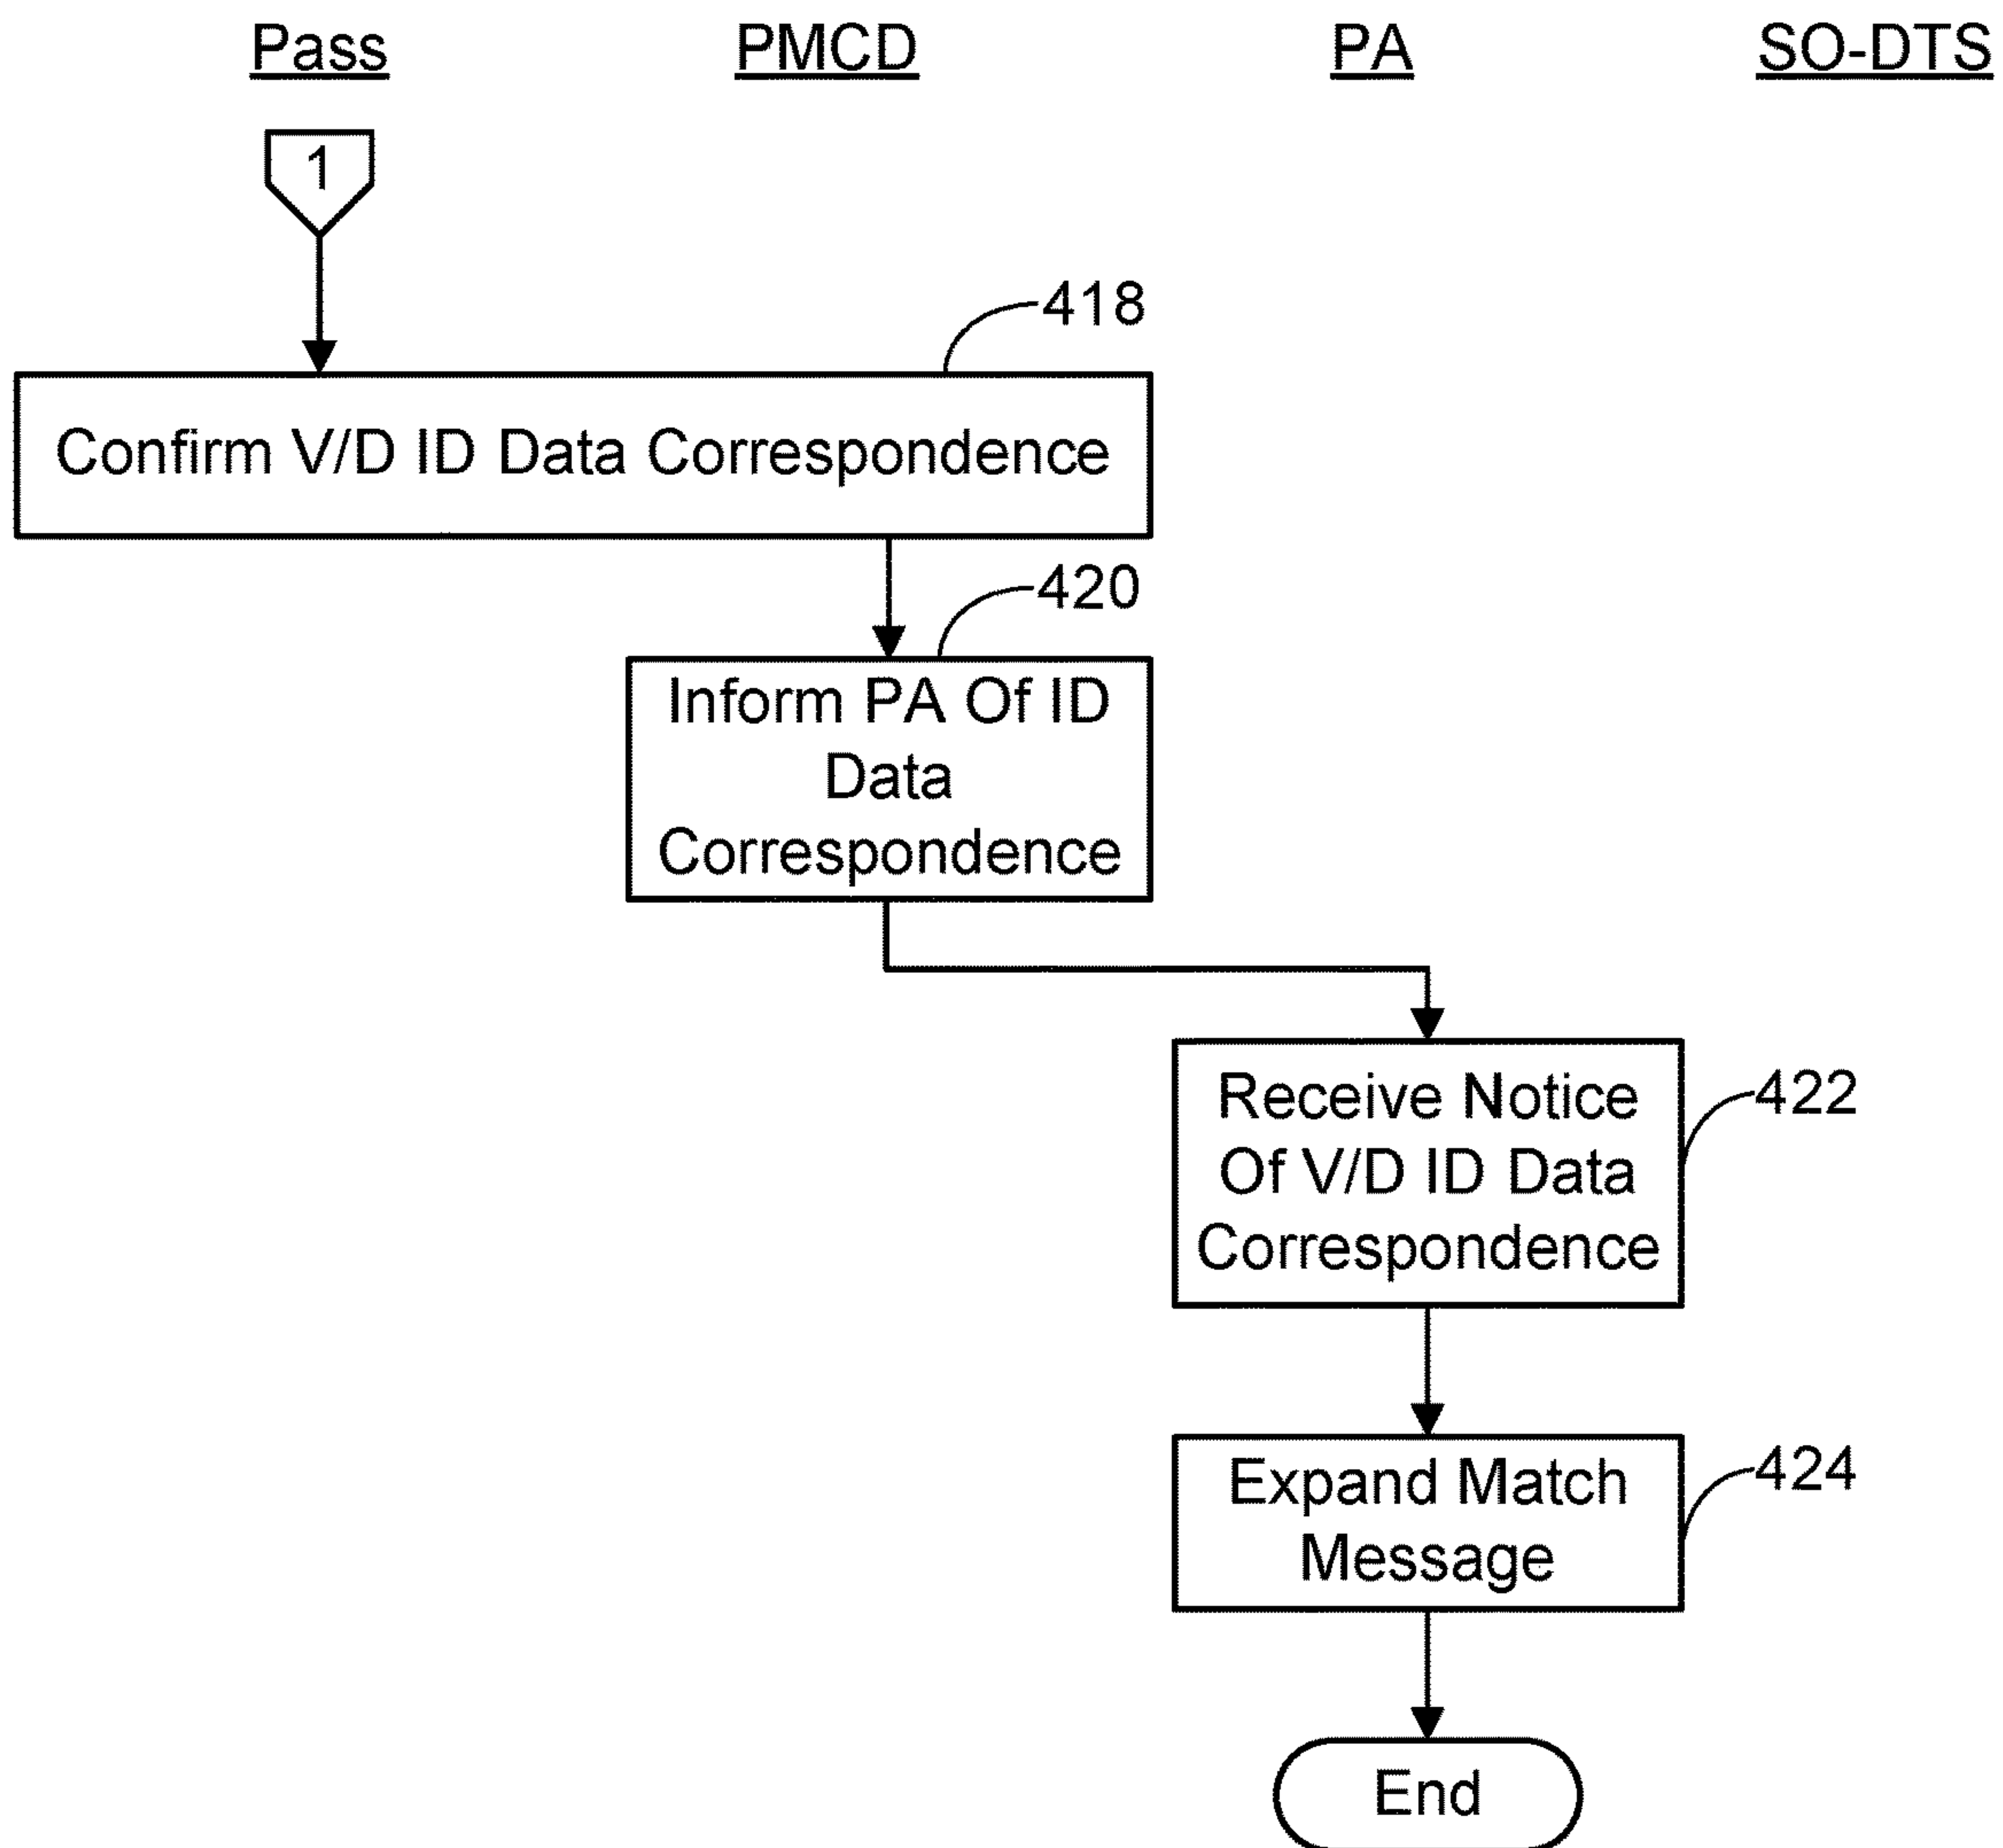 Pass PMCD PA SO-DTS
1
418
Confirm V/D ID Data Correspondence
420
Inform PA Of ID
Data
Correspondence
422
Receive Notice
Of V/D ID Data
Correspondence
424
Expand Match
Message
End